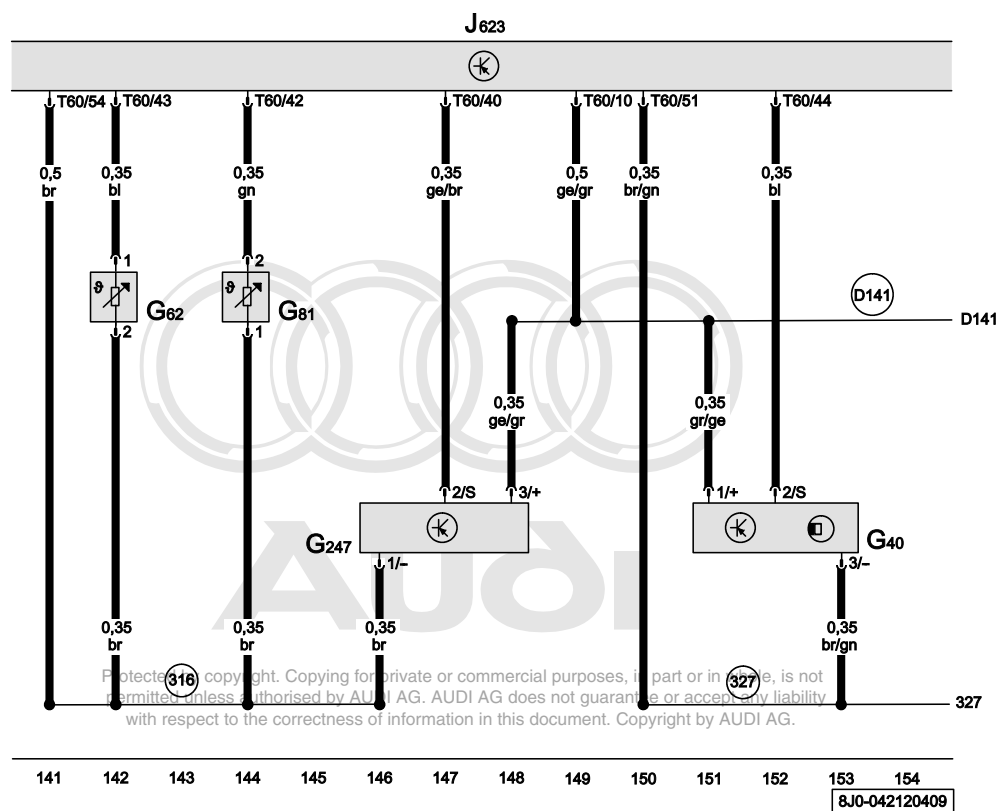 J623
T60/54 T60/43 T60/42 T60/40 T60/10 T60/51 T60/44
0,5 0,35 0,35 0,35 0,5 0,35 0,35
br bl gn ge/br ge/gr br/gn bl
1 2
G62 G81
2 1
D141
D141
0,35 0,35
ge/gr gr/ge
2/S 3/+ 1/+ 2/S
G247 G40
1/– 3/–
Audi
0,35 0,35 0,35 0,35
br br br br/gn
316 327
Protected by copyright. Copying for private or commercial purposes, in part or in whole, is not
permitted unless authorised by AUDI AG. AUDI AG does not guarantee or accept any liability
with respect to the correctness of information in this document. Copyright by AUDI AG.
327
141 142 143 144 145 146 147 148 149 150 151 152 153 154
8J0-042120409